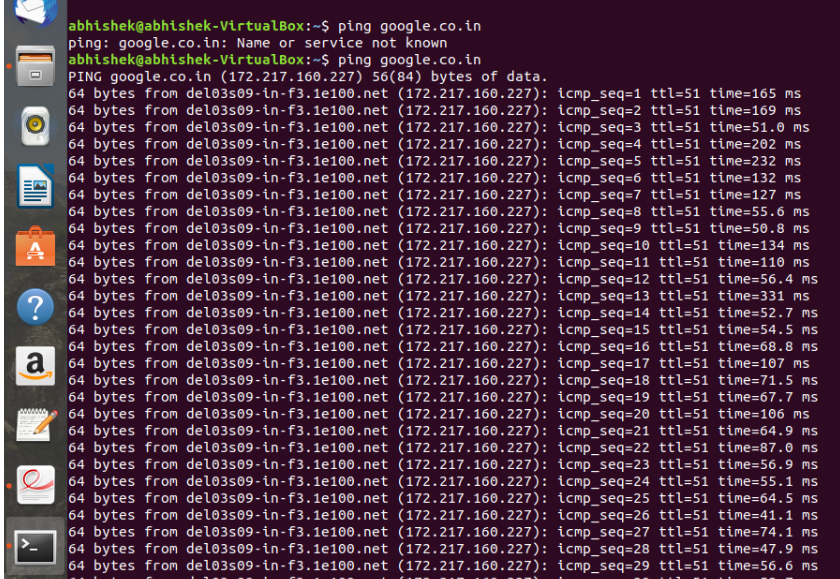 abhishek@abhishek-VirtualBox:~$ ping google.co.in
ping: google.co.in: Name or service not known
abhishek@abhishek-VirtualBox:~$ ping google.co.in
PING google.co.in (172.217.160.227) 56(84) bytes of data.
64 bytes from del03s09-in-f3.1e100.net (172.217.160.227): icmp_seq=1 ttl=51 time=165 ms
64 bytes from del03s09-in-f3.1e100.net (172.217.160.227): icmp_seq=2 ttl=51 time=169 ms
64 bytes from del03s09-in-f3.1e100.net (172.217.160.227): icmp_seq=3 ttl=51 time=51.0 ms
64 bytes from del03s09-in-f3.1e100.net (172.217.160.227): icmp_seq=4 ttl=51 time=202 ms
64 bytes from del03s09-in-f3.1e100.net (172.217.160.227): icmp_seq=5 ttl=51 time=232 ms
64 bytes from del03s09-in-f3.1e100.net (172.217.160.227): icmp_seq=6 ttl=51 time=132 ms
64 bytes from del03s09-in-f3.1e100.net (172.217.160.227): icmp_seq=7 ttl=51 time=127 ms
64 bytes from del03s09-in-f3.1e100.net (172.217.160.227): icmp_seq=8 ttl=51 time=55.6 ms
64 bytes from del03s09-in-f3.1e100.net (172.217.160.227): icmp_seq=9 ttl=51 time=50.8 ms
64 bytes from del03s09-in-f3.1e100.net (172.217.160.227): icmp_seq=10 ttl=51 time=134 ms
64 bytes from del03s09-in-f3.1e100.net (172.217.160.227): icmp_seq=11 ttl=51 time=110 ms
64 bytes from del03s09-in-f3.1e100.net (172.217.160.227): icmp_seq=12 ttl=51 time=56.4 ms
64 bytes from del03s09-in-f3.1e100.net (172.217.160.227): icmp_seq=13 ttl=51 time=331 ms
64 bytes from del03s09-in-f3.1e100.net (172.217.160.227): icmp_seq=14 ttl=51 time=52.7 ms
64 bytes from del03s09-in-f3.1e100.net (172.217.160.227): icmp_seq=15 ttl=51 time=54.5 ms
64 bytes from del03s09-in-f3.1e100.net (172.217.160.227): icmp_seq=16 ttl=51 time=68.8 ms
64 bytes from del03s09-in-f3.1e100.net (172.217.160.227): icmp_seq=17 ttl=51 time=107 ms
64 bytes from del03s09-in-f3.1e100.net (172.217.160.227): icmp_seq=18 ttl=51 time=71.5 ms
64 bytes from del03s09-in-f3.1e100.net (172.217.160.227): icmp_seq=19 ttl=51 time=67.7 ms
64 bytes from del03s09-in-f3.1e100.net (172.217.160.227): icmp_seq=20 ttl=51 time=106 ms
64 bytes from del03s09-in-f3.1e100.net (172.217.160.227): icmp_seq=21 ttl=51 time=64.9 ms
64 bytes from del03s09-in-f3.1e100.net (172.217.160.227): icmp_seq=22 ttl=51 time=87.0 ms
64 bytes from del03s09-in-f3.1e100.net (172.217.160.227): icmp_seq=23 ttl=51 time=56.9 ms
64 bytes from del03s09-in-f3.1e100.net (172.217.160.227): icmp_seq=24 ttl=51 time=55.1 ms
64 bytes from del03s09-in-f3.1e100.net (172.217.160.227): icmp_seq=25 ttl=51 time=64.5 ms
64 bytes from del03s09-in-f3.1e100.net (172.217.160.227): icmp_seq=26 ttl=51 time=41.1 ms
64 bytes from del03s09-in-f3.1e100.net (172.217.160.227): icmp_seq=27 ttl=51 time=74.1 ms
64 bytes from del03s09-in-f3.1e100.net (172.217.160.227): icmp_seq=28 ttl=51 time=47.9 ms
64 bytes from del03s09-in-f3.1e100.net (172.217.160.227): icmp_seq=29 ttl=51 time=56.6 ms